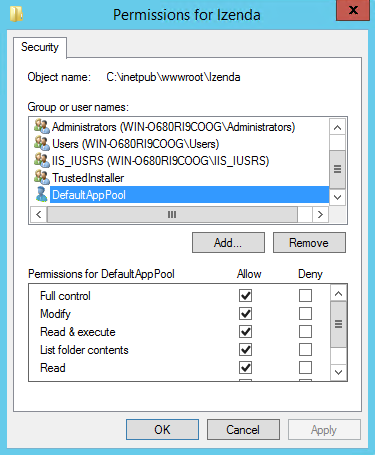 Permissions for Izenda
Security
Object name: C:\inetpub\wwwroot\Izenda
Group or user names:
Administrators (WIN-O680RI9COOG\Administrators)
Users (WIN-O680RI9COOG\Users)
IIS_IUSRS (WIN-O680RI9COOG\IIS_IUSRS)
TrustedInstaller
DefaultAppPool
Add... Remove
Permissions for DefaultAppPool Allow Deny
Full control
Modify
Read & execute
List folder contents
Read
OK Cancel Apply